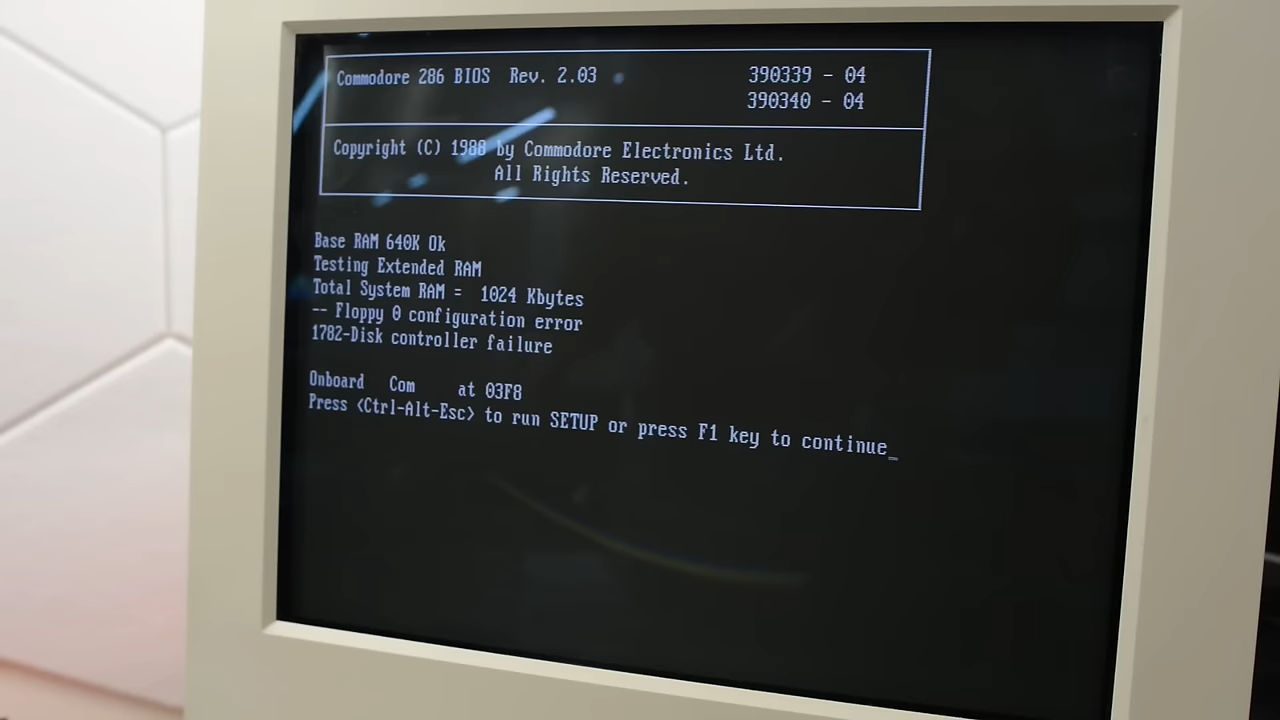 Commodore 286 BIOS Rev. 2.03 390339 - 04
390340 - 04
Copyright (C) 1988 by Commodore Electronics Ltd.
All Rights Reserved.
Base RAM 640K Ok
Testing Extended RAM
Total System RAM = 1024 Kbytes
-- Floppy 0 configuration error
1782-Disk controller failure
Onboard Com at 03F8
Press <Ctrl-Alt-Esc> to run SETUP or press F1 key to continue_